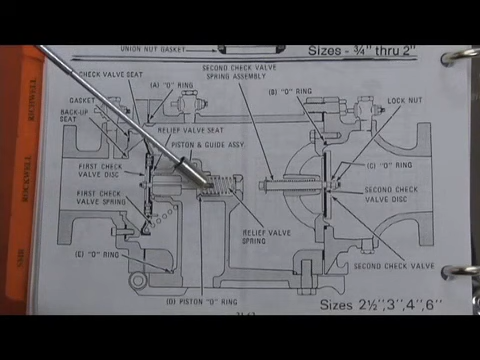 UNION NUT GASKET
Sizes - ¾" thru 2"
CHECK VALVE SEAT
SECOND CHECK VALVE
SPRING ASSEMBLY
(A) "O" RING
(B) "O" RING
GASKET
BACK-UP
SEAT
LOCK NUT
RELIEF VALVE SEAT
PISTON & GUIDE ASSY
(C) "O" RING
FIRST CHECK
VALVE DISC
SECOND CHECK
VALVE DISC
FIRST CHECK
VALVE SPRING
RELIEF VALVE
SPRING
(E) "O" RING
SECOND CHECK VALVE
(D) PISTON "O" RING
Sizes 2½",3",4",6"
ROCKWELL
RICHWELL